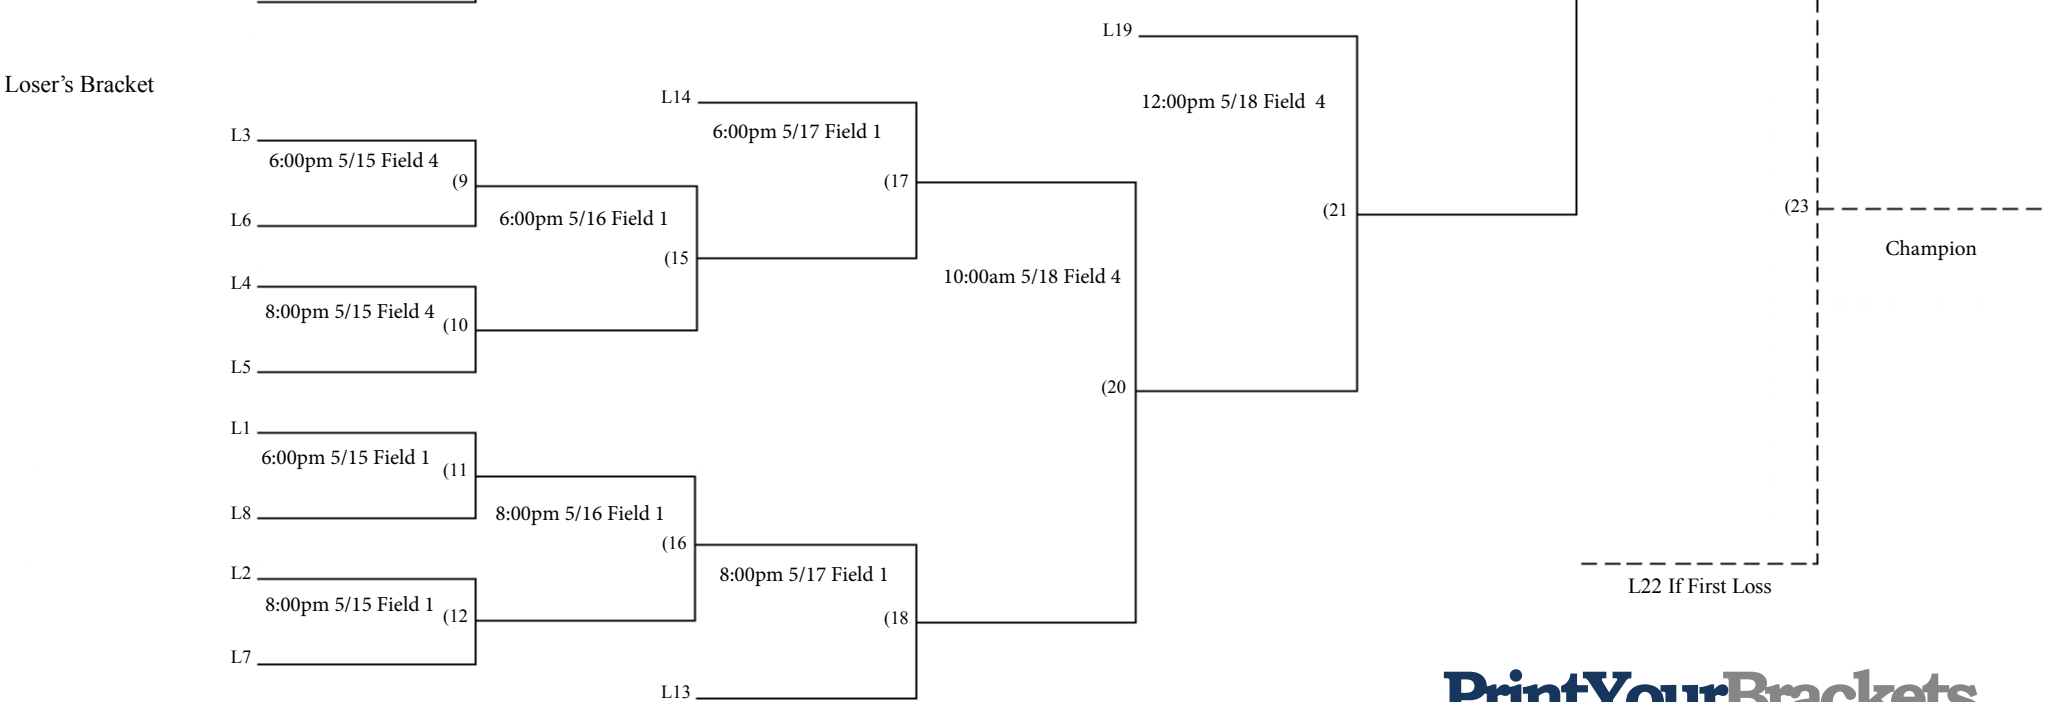 L19
Loser’s Bracket
12:00pm 5/18 Field  4
L14
6:00pm 5/17 Field 1
L3
6:00pm 5/15 Field 4
(9
(17
L6
6:00pm 5/16 Field 1
(21
(23
Champion
(15
10:00am 5/18 Field 4
L4
8:00pm 5/15 Field 4
(10
L5
(20
L1
6:00pm 5/15 Field 1
(11
L8
8:00pm 5/16 Field 1
(16
L2
8:00pm 5/17 Field 1
L22 If First Loss
8:00pm 5/15 Field 1
(12
(18
L7
L13
PrintYourBrackets